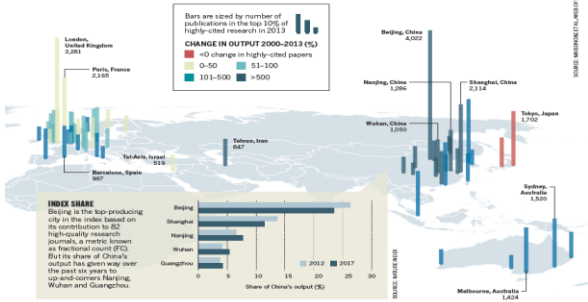 Bars are sized by number of
publications in the top 10% of
highly-cited research in 2013
CHANGE IN OUTPUT 2000–2013 (%)
<0 change in highly-cited papers
0–50
51–100
101–500
>500
London,
United Kingdom
3,281
Paris, France
2,165
Barcelona, Spain
997
Tel-Aviv, Israel
519
Tehran, Iran
847
Beijing, China
4,022
Nanjing, China
1,286
Shanghai, China
2,114
Wuhan, China
1,050
Tokyo, Japan
1,702
Sydney,
Australia
1,520
Melbourne, Australia
1,424
INDEX SHARE
Beijing is the top-producing
city in the index based on
its contribution to 82
high-quality research
journals, a metric known
as fractional count (FC).
But its share of China's
output has given way over
the past six years to
up-and-comers Nanjing,
Wuhan and Guangzhou.
Beijing
Shanghai
Nanjing
Wuhan
Guangzhou
2012
2017
0 5 10 15 20 25 30
Share of China's output (%)
SOURCE: NATURE INDEX